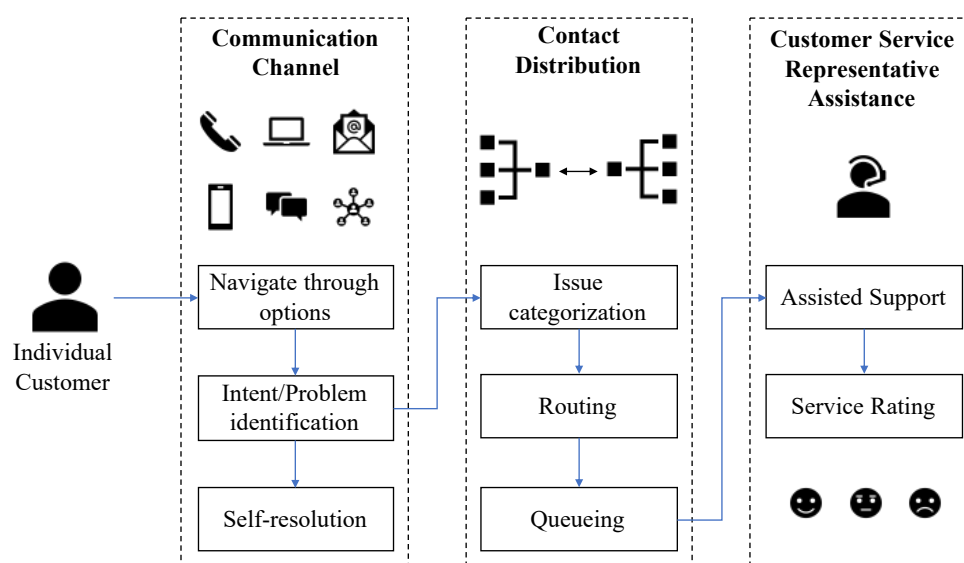 Communication
Channel
Contact
Distribution
Customer Service
Representative
Assistance
@
Individual
Customer
Navigate through
options
Intent/Problem
identification
Self-resolution
Issue
categorization
Routing
Queueing
Assisted Support
Service Rating